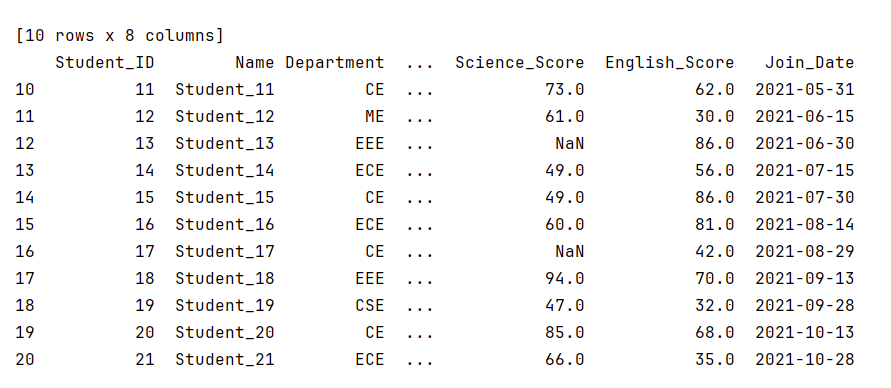 [10 rows x 8 columns]
    Student_ID        Name Department  ...  Science_Score  English_Score   Join_Date
10          11  Student_11         CE  ...           73.0           62.0  2021-05-31
11          12  Student_12         ME  ...           61.0           30.0  2021-06-15
12          13  Student_13        EEE  ...            NaN           86.0  2021-06-30
13          14  Student_14        ECE  ...           49.0           56.0  2021-07-15
14          15  Student_15         CE  ...           49.0           86.0  2021-07-30
15          16  Student_16        ECE  ...           60.0           81.0  2021-08-14
16          17  Student_17         CE  ...            NaN           42.0  2021-08-29
17          18  Student_18        EEE  ...           94.0           70.0  2021-09-13
18          19  Student_19        CSE  ...           47.0           32.0  2021-09-28
19          20  Student_20         CE  ...           85.0           68.0  2021-10-13
20          21  Student_21        ECE  ...           66.0           35.0  2021-10-28